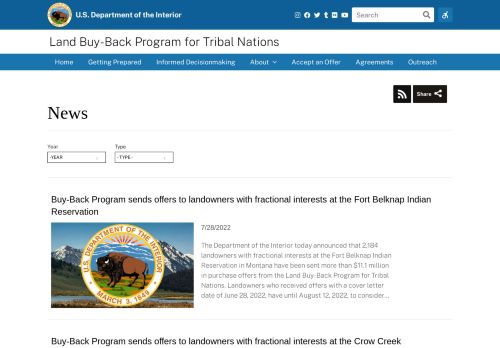 U.S. Department of the Interior
Search
Land Buy-Back Program for Tribal Nations
Home Getting Prepared Informed Decisionmaking About Accept an Offer Agreements Outreach
Share
News
Year Type
-YEAR - TYPE -
Buy-Back Program sends offers to landowners with fractional interests at the Fort Belknap Indian
Reservation
U.S. DEPARTMENT OF THE INTERIOR
MARCH 3, 1849
7/28/2022
The Department of the Interior today announced that 2,184
landowners with fractional interests at the Fort Belknap Indian
Reservation in Montana have been sent more than $11.1 million
in purchase offers from the Land Buy-Back Program for Tribal
Nations. Landowners who received offers with a cover letter
date of June 28, 2022, have until August 12, 2022, to consider...
Buy-Back Program sends offers to landowners with fractional interests at the Crow Creek